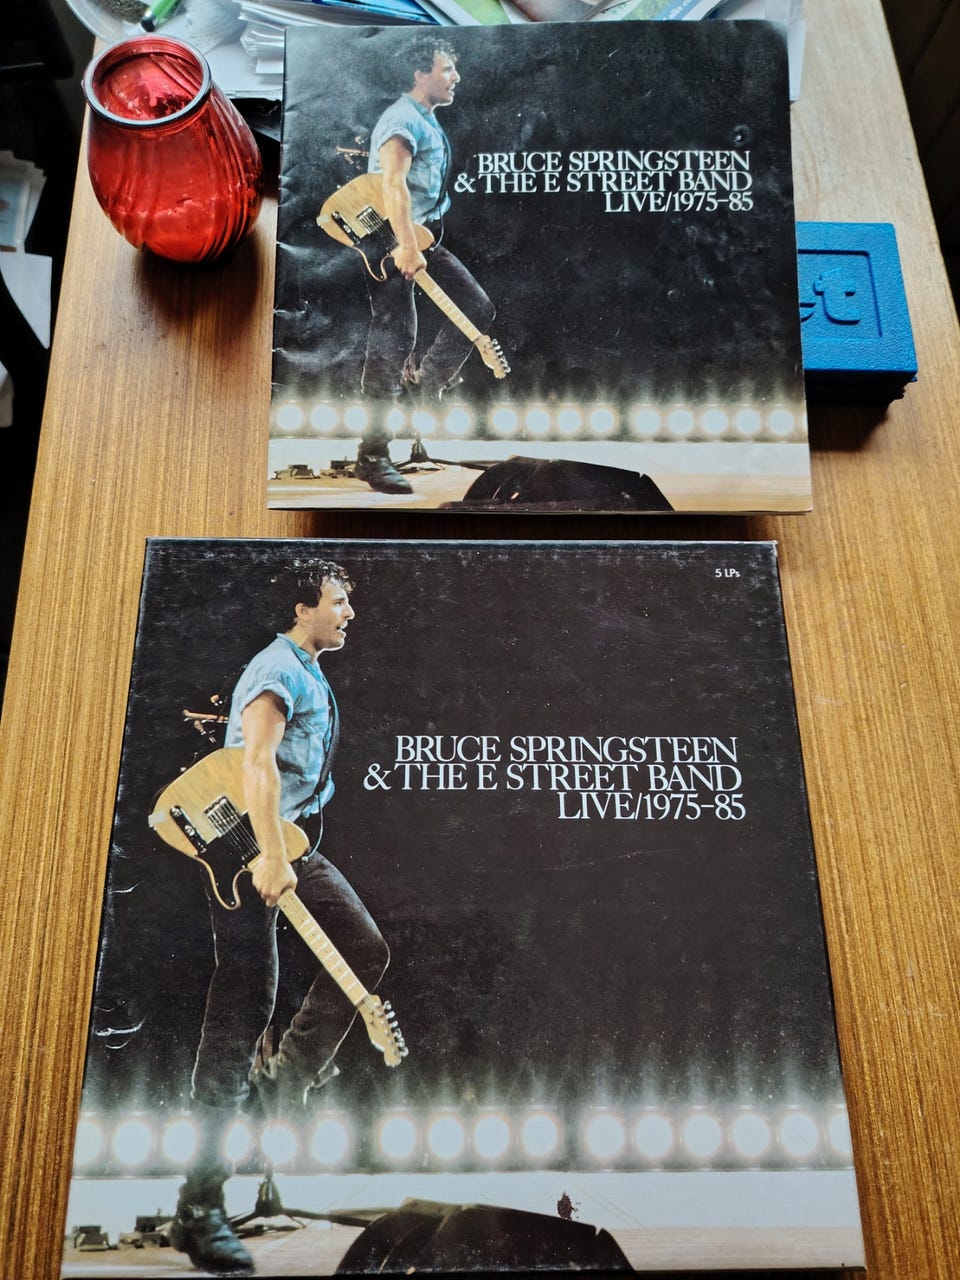 BRUCE SPRINGSTEEN
& THE E STREET BAND
LIVE/1975–85
5 LPs
BRUCE SPRINGSTEEN
& THE E STREET BAND
LIVE/1975–85